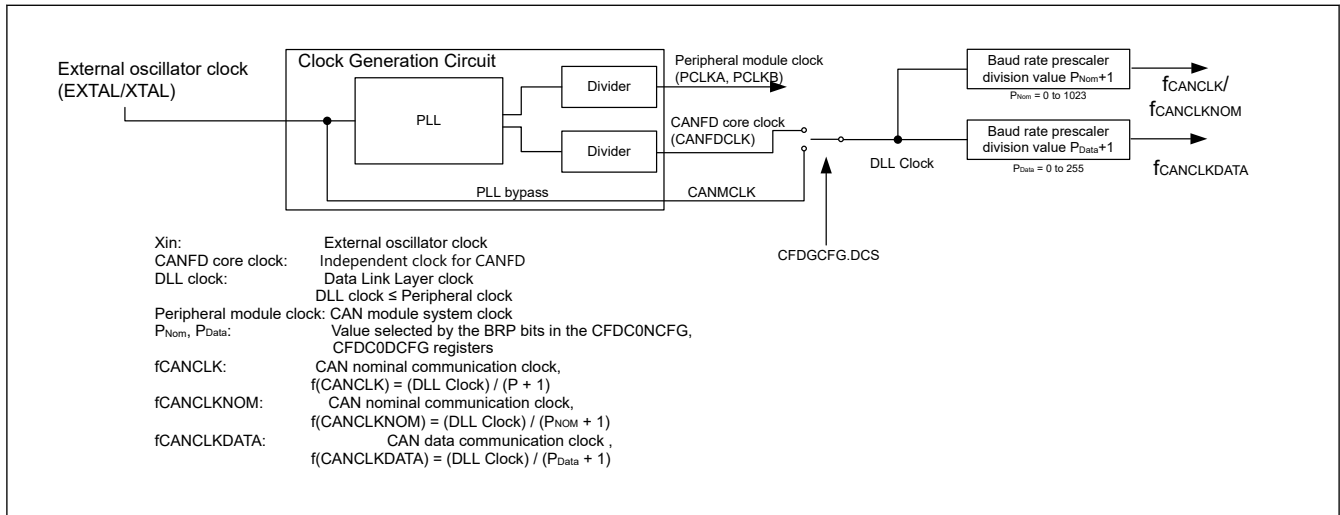 External oscillator clock
(EXTAL/XTAL)
Clock Generation Circuit
PLL
Divider
Divider
Peripheral module clock
(PCLKA, PCLKB)
CANFD core clock
(CANFDCLK)
PLL bypass
CANMCLK
DLL Clock
CFDGCFG.DCS
Baud rate prescaler
division value PNom+1
PNom = 0 to 1023
Baud rate prescaler
division value PData+1
PData = 0 to 255
fCANCLK/
fCANCLKNOM
fCANCLKDATA
Xin: External oscillator clock
CANFD core clock: Independent clock for CANFD
DLL clock: Data Link Layer clock
DLL clock ≤ Peripheral clock
Peripheral module clock: CAN module system clock
PNom, PData: Value selected by the BRP bits in the CFDC0NCFG,
CFDC0DCFG registers
fCANCLK: CAN nominal communication clock,
f(CANCLK) = (DLL Clock) / (P + 1)
fCANCLKNOM: CAN nominal communication clock,
f(CANCLKNOM) = (DLL Clock) / (PNOM + 1)
fCANCLKDATA: CAN data communication clock ,
f(CANCLKDATA) = (DLL Clock) / (PData + 1)